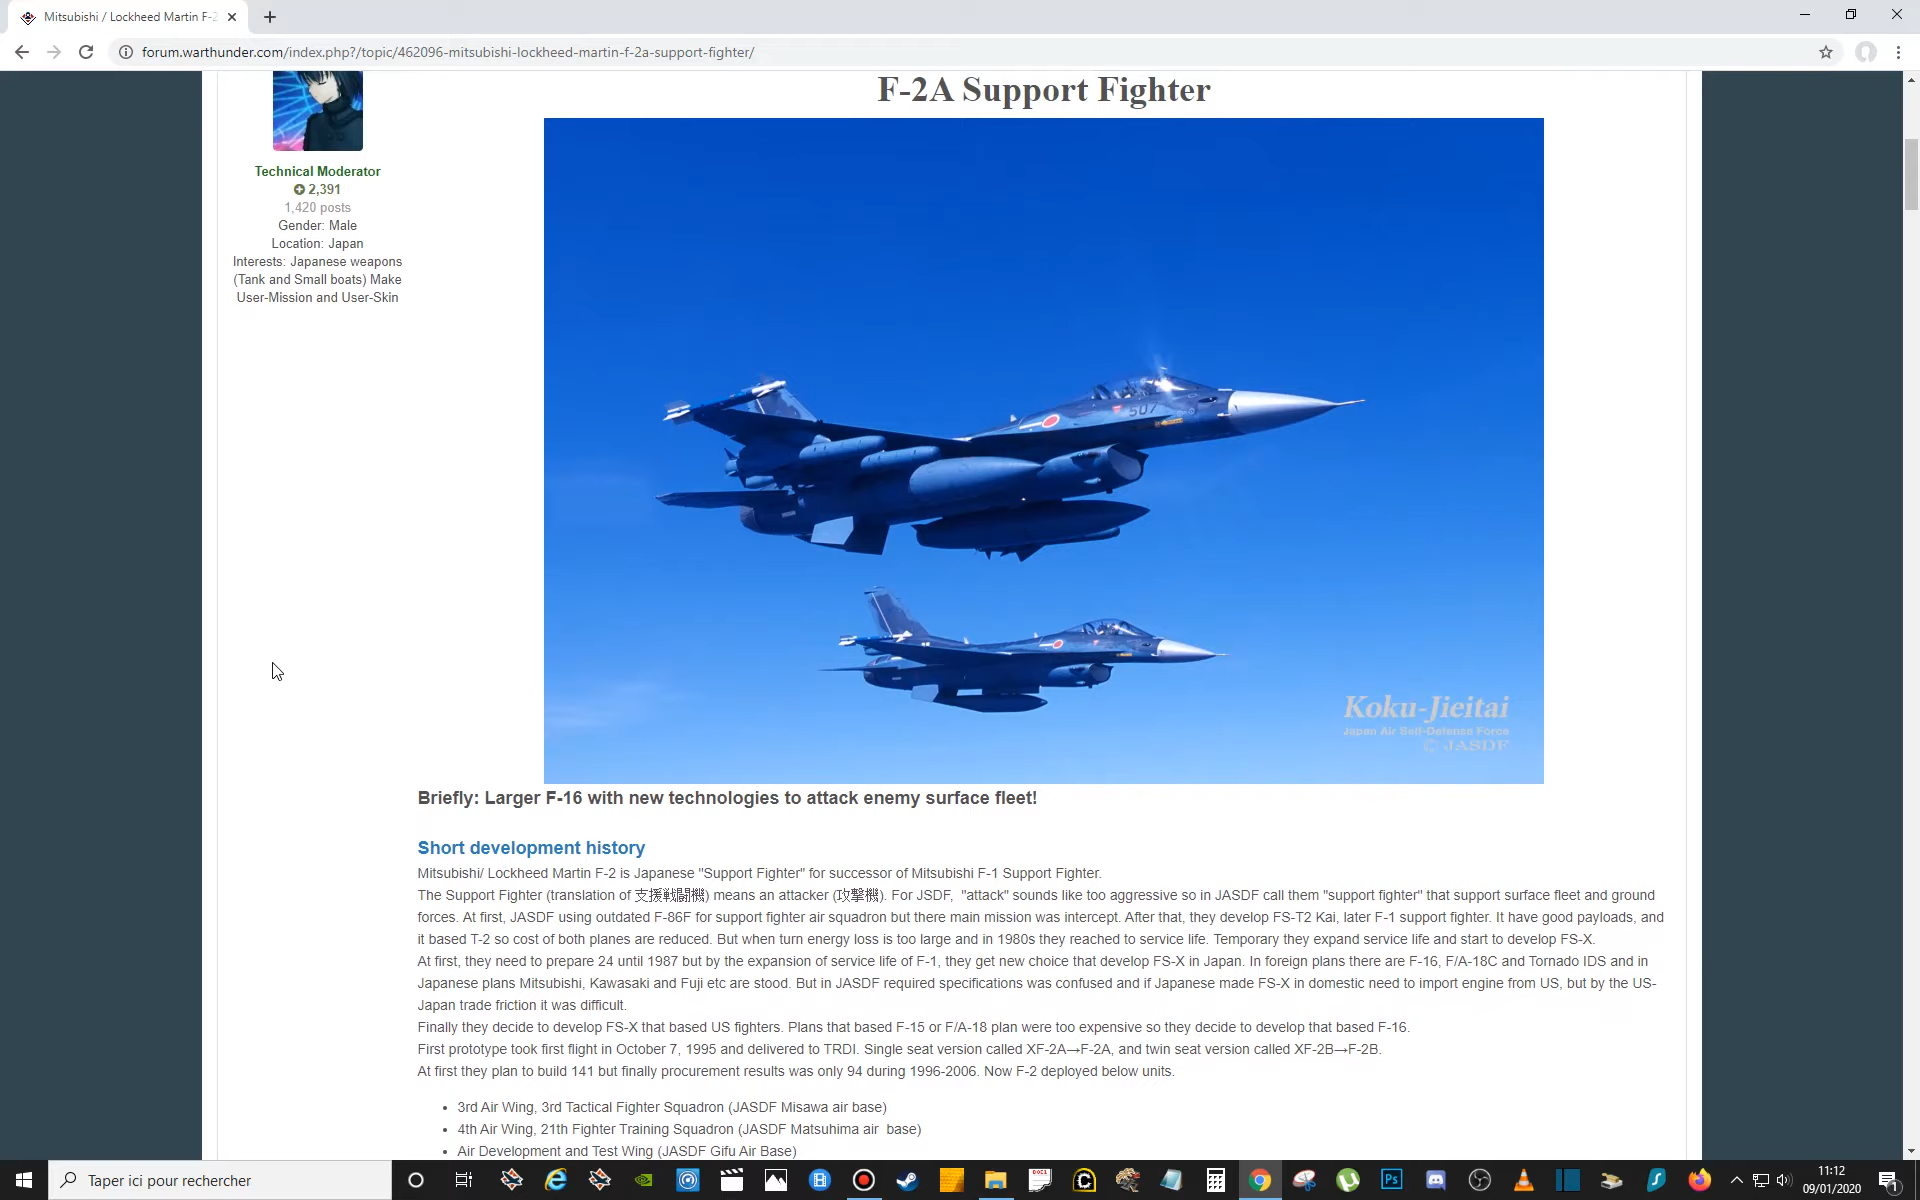 Mitsubishi / Lockheed Martin F-2
forum.warthunder.com/index.php?/topic/462096-mitsubishi-lockheed-martin-f-2a-support-fighter/
F-2A Support Fighter
Technical Moderator
2,391
1,420 posts
Gender: Male
Location: Japan
Interests: Japanese weapons
(Tank and Small boats) Make
User-Mission and User-Skin
507
Koku-Jieitai
Japan Air Self-Defense Force
© JASDF
Briefly: Larger F-16 with new technologies to attack enemy surface fleet!
Short development history
Mitsubishi/ Lockheed Martin F-2 is Japanese "Support Fighter" for successor of Mitsubishi F-1 Support Fighter.
The Support Fighter (translation of 支援戦闘機) means an attacker (攻撃機). For JSDF,  "attack" sounds like too aggressive so in JASDF call them "support fighter" that support surface fleet and ground
forces. At first, JASDF using outdated F-86F for support fighter air squadron but there main mission was intercept. After that, they develop FS-T2 Kai, later F-1 support fighter. It have good payloads, and
it based T-2 so cost of both planes are reduced. But when turn energy loss is too large and in 1980s they reached to service life. Temporary they expand service life and start to develop FS-X.
At first, they need to prepare 24 until 1987 but by the expansion of service life of F-1, they get new choice that develop FS-X in Japan. In foreign plans there are F-16, F/A-18C and Tornado IDS and in
Japanese plans Mitsubishi, Kawasaki and Fuji etc are stood. But in JASDF required specifications was confused and if Japanese made FS-X in domestic need to import engine from US, but by the US-
Japan trade friction it was difficult.
Finally they decide to develop FS-X that based US fighters. Plans that based F-15 or F/A-18 plan were too expensive so they decide to develop that based F-16.
First prototype took first flight in October 7, 1995 and delivered to TRDI. Single seat version called XF-2A→F-2A, and twin seat version called XF-2B→F-2B.
At first they plan to build 141 but finally procurement results was only 94 during 1996-2006. Now F-2 deployed below units.
• 3rd Air Wing, 3rd Tactical Fighter Squadron (JASDF Misawa air base)
• 4th Air Wing, 21th Fighter Training Squadron (JASDF Matsuhima air  base)
• Air Development and Test Wing (JASDF Gifu Air Base)
Taper ici pour rechercher
Ps
11:12
09/01/2020
1